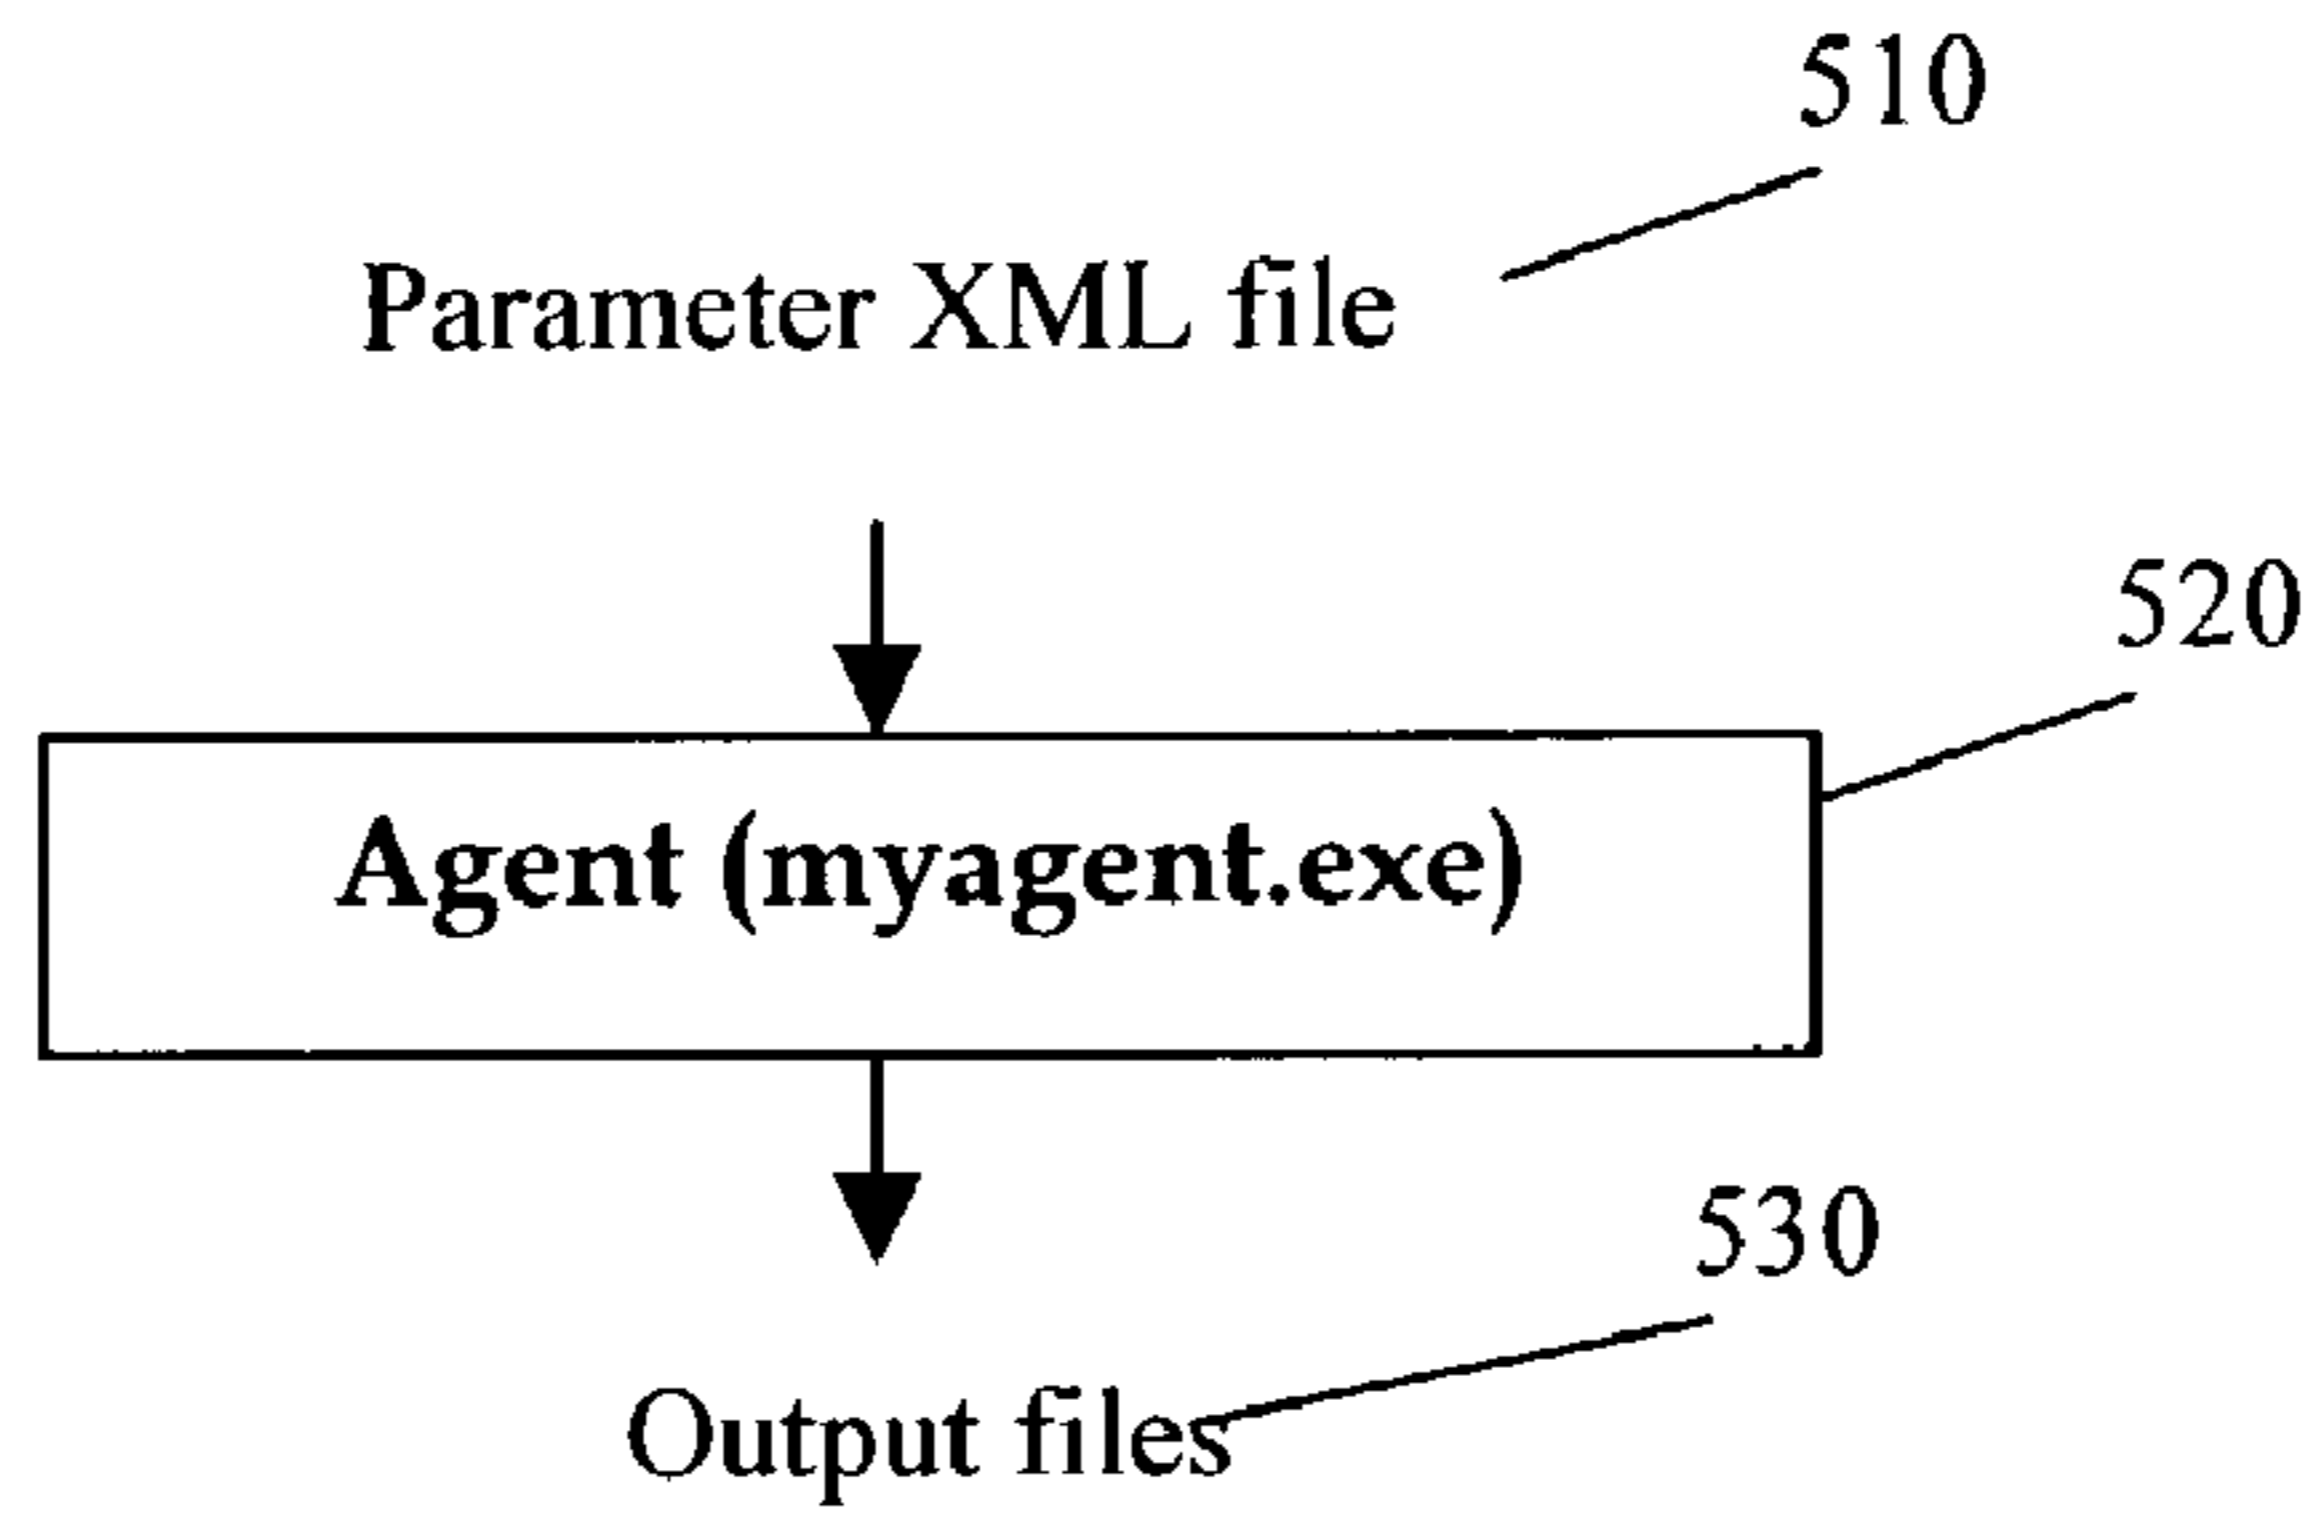 510
Parameter XML file
520
Agent (myagent.exe)
530
Output files